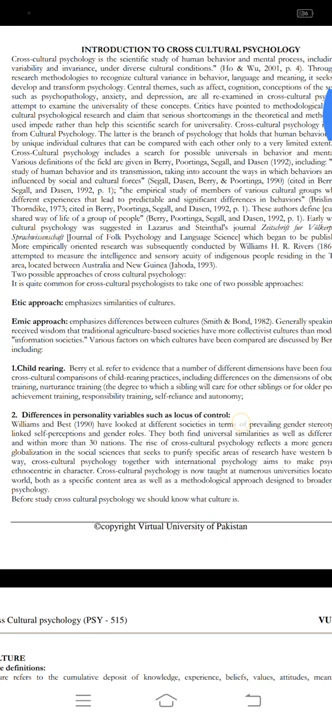 INTRODUCTION TO CROSS CULTURAL PSYCHOLOGY
Cross-cultural psychology is the scientific study of human behavior and mental process, includin
variability and invariance, under diverse cultural conditions." (Ho & Wu, 2001, p. 4). Throug
research methodologies to recognize cultural variance in behavior, language and meaning, it seeks
develop and transform psychology. Central themes, such as affect, cognition, conceptions of the se
such as psychopathology, anxiety, and depression, are all re-examined in cross-cultural psy
attempt to examine the universality of these concepts. Critics have pointed to methodological
cultural psychological research and claim that serious shortcomings in the theoretical and meth
used impede rather than help this scientific search for universality. Cross-cultural psychology
from Cultural Psychology. The latter is the branch of psychology that holds that human behavior
by unique individual cultures that can be compared with each other only to a very limited extent.
Cross-Cultural psychology includes a search for possible universals in behavior and menta
Various definitions of the field are given in Berry, Poortinga, Segall, and Dasen (1992), including: "
study of human behavior and its transmission, taking into account the ways in which behaviors are
influenced by social and cultural forces" (Segall, Dasen, Berry, & Poortinga, 1990) (cited in Berr
Segall, and Dasen, 1992, p. 1); "the empirical study of members of various cultural groups wh
different experiences that lead to predictable and significant differences in behaviors" (Brislin
Thorndike, 1973; cited in Berry, Poortinga, Segall, and Dasen, 1992, p. 1). These authors define [cu
shared way of life of a group of people" (Berry, Poortinga, Segall, and Dasen, 1992, p. 1). Early w
cultural psychology was suggested in Lazarus and Steinthal's journal Zeitschrift für Völkerp
Sprachwissenschaft [Journal of Folk Psychology and Language Science] which began to be publis
More empirically oriented research was subsequently conducted by Williams H. R. Rivers (186
attempted to measure the intelligence and sensory acuity of indigenous people residing in the T
area, located between Australia and New Guinea (Jahoda, 1993).
Two possible approaches of cross cultural psychology
It is quite common for cross-cultural psychologists to take one of two possible approaches:
Etic approach: emphasizes similarities of cultures.
Emic approach: emphasizes differences between cultures (Smith & Bond, 1982). Generally speakin
received wisdom that traditional agriculture-based societies have more collectivist cultures than mod
"information societies." Various factors on which cultures have been compared are discussed by Ber
including:
1.Child rearing. Berry et al. refer to evidence that a number of different dimensions have been fou
cross-cultural comparisons of child-rearing practices, including differences on the dimensions of obe
training, nurturance training (the degree to which a sibling will care for other siblings or for older peo
achievement training, responsibility training, self-reliance and autonomy;
2. Differences in personality variables such as locus of control:
Williams and Best (1990) have looked at different societies in terms of prevailing gender stereoty
linked self-perceptions and gender roles. They both find universal similarities as well as differen
and within more than 30 nations. The rise of cross-cultural psychology reflects a more genera
globalization in the social sciences that seeks to purify specific areas of research have western b
way, cross-cultural psychology together with international psychology aims to make psyc
ethnocentric in character. Cross-cultural psychology is now taught at numerous universities locate
world, both as a specific content area as well as a methodological approach designed to broaden
psychology.
Before study cross cultural psychology we should know what culture is.
©copyright Virtual University of Pakistan
ss Cultural psychology (PSY - 515) VU
LTURE
e definitions:
ure refers to the cumulative deposit of knowledge, experience, beliefs, values, attitudes, mean